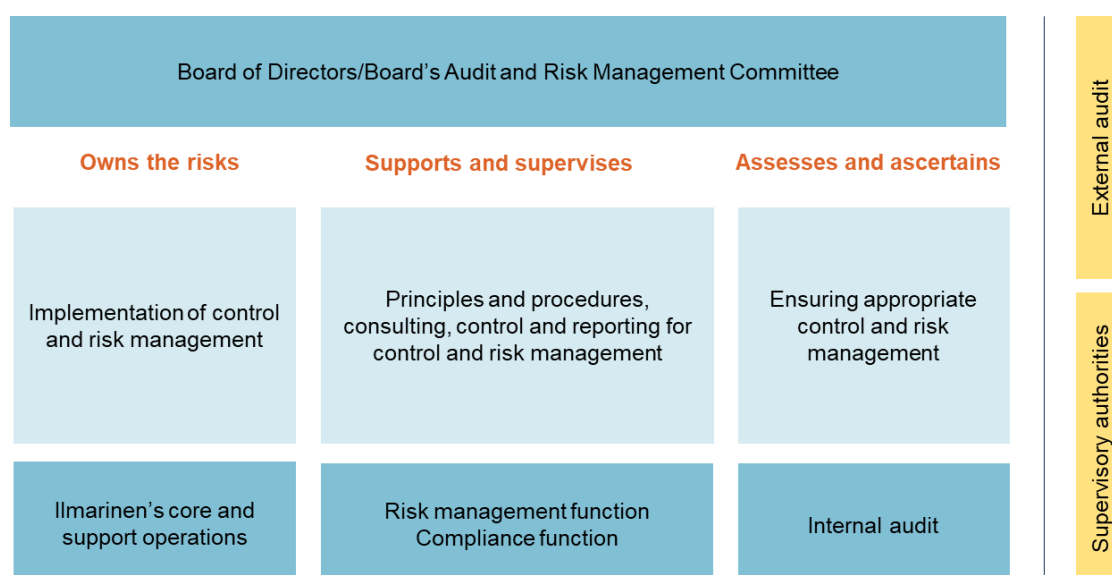 Board of Directors/Board's Audit and Risk Management Committee
Owns the risks
Supports and supervises
Assesses and ascertains
Implementation of control
and risk management
Principles and procedures,
consulting, control and reporting for
control and risk management
Ensuring appropriate
control and risk
management
Ilmarinen's core and
support operations
Risk management function
Compliance function
Internal audit
External audit
Supervisory authorities